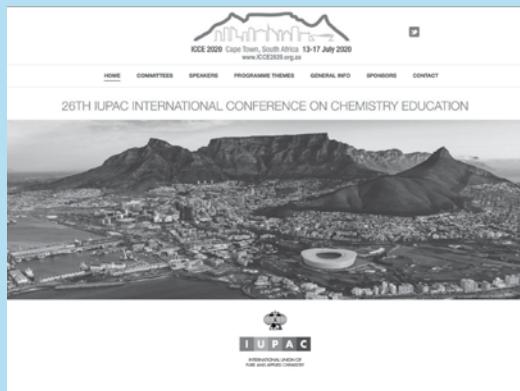 ICCE 2020 Cape Town, South Africa 13-17 July 2020
www.ICCE2020.org.za
HOME COMMITTEES SPEAKERS PROGRAMME THEMES GENERAL INFO SPONSORS CONTACT
26TH IUPAC INTERNATIONAL CONFERENCE ON CHEMISTRY EDUCATION
IUPAC
INTERNATIONAL UNION OF
PURE AND APPLIED CHEMISTRY